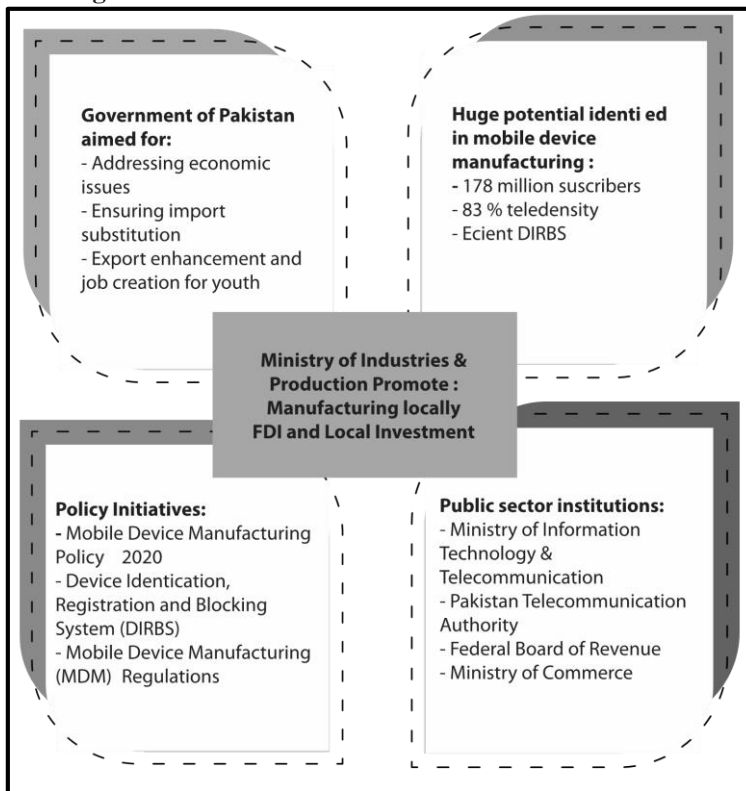 Government of Pakistan
aimed for:
- Addressing economic
issues
- Ensuring import
substitution
- Export enhancement and
job creation for youth
Huge potential identi ed
in mobile device
manufacturing :
- 178 million suscribers
- 83 % teledensity
- Ecient DIRBS
Ministry of Industries &
Production Promote :
Manufacturing locally
FDI and Local Investment
Policy Initiatives:
- Mobile Device Manufacturing
Policy 2020
- Device Identication,
Registration and Blocking
System (DIRBS)
- Mobile Device Manufacturing
(MDM) Regulations
Public sector institutions:
- Ministry of Information
Technology &
Telecommunication
- Pakistan Telecommunication
Authority
- Federal Board of Revenue
- Ministry of Commerce